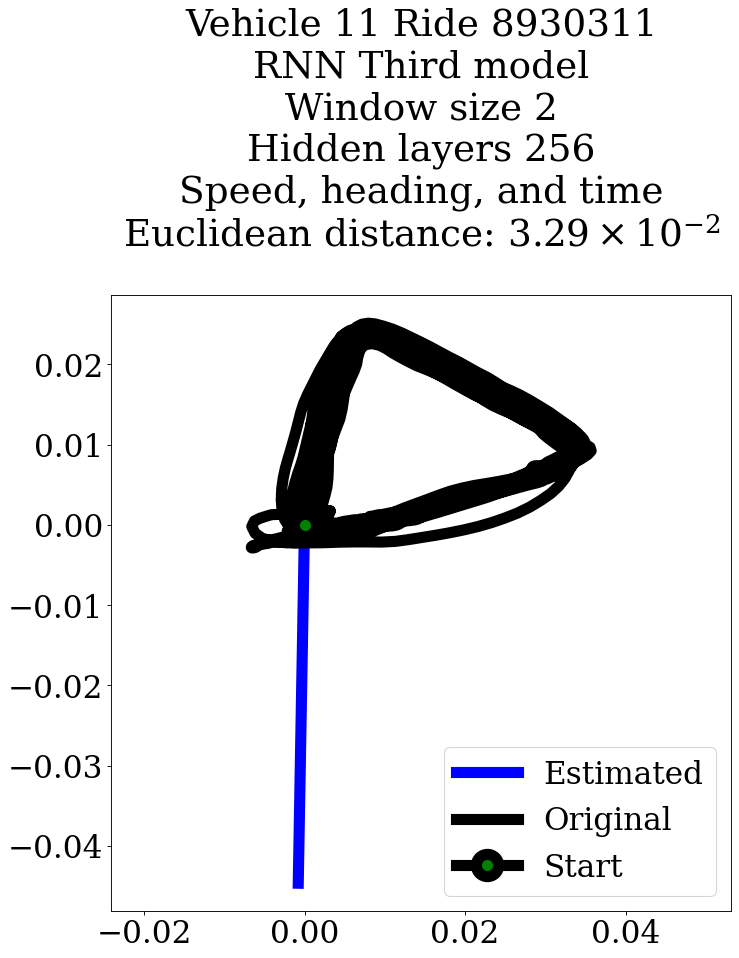 Vehicle 11 Ride 8930311
RNN Third model
Window size 2
Hidden layers 256
Speed, heading, and time
Euclidean distance: 3.29 × 10⁻²
0.02
0.01
0.00
−0.01
−0.02
−0.03
−0.04
Estimated
Original
Start
−0.02 0.00 0.02 0.04